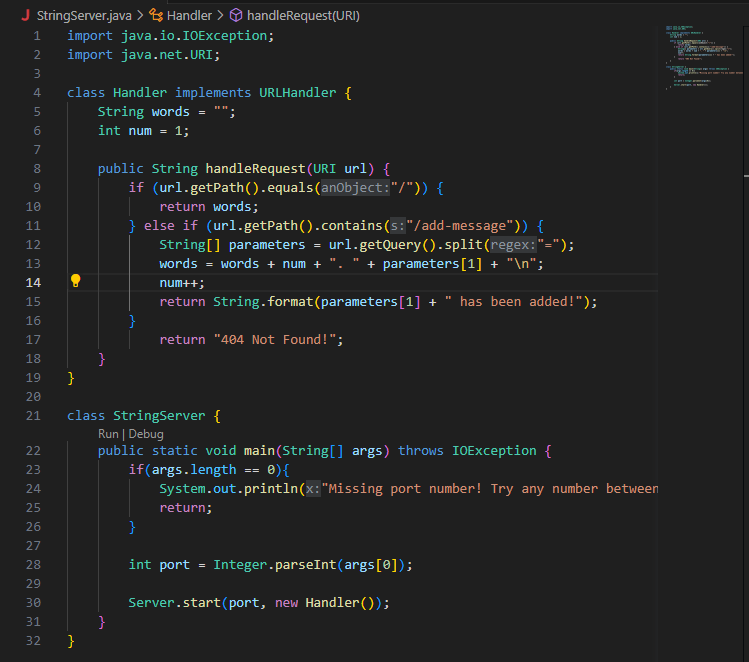 StringServer.java > Handler > handleRequest(URI)
1 import java.io.IOException;
2 import java.net.URI;
3
4 class Handler implements URLHandler {
5 String words = "";
6 int num = 1;
7
8 public String handleRequest(URI url) {
9 if (url.getPath().equals(anObject:"/")) {
10 return words;
11 } else if (url.getPath().contains(s:"/add-message")) {
12 String[] parameters = url.getQuery().split(regex:"=");
13 words = words + num + ". " + parameters[1] + "\n";
14 num++;
15 return String.format(parameters[1] + " has been added!");
16 }
17 return "404 Not Found!";
18 }
19 }
20
21 class StringServer {
Run | Debug
22 public static void main(String[] args) throws IOException {
23 if(args.length == 0){
24 System.out.println(x:"Missing port number! Try any number between
25 return;
26 }
27
28 int port = Integer.parseInt(args[0]);
29
30 Server.start(port, new Handler());
31 }
32 }